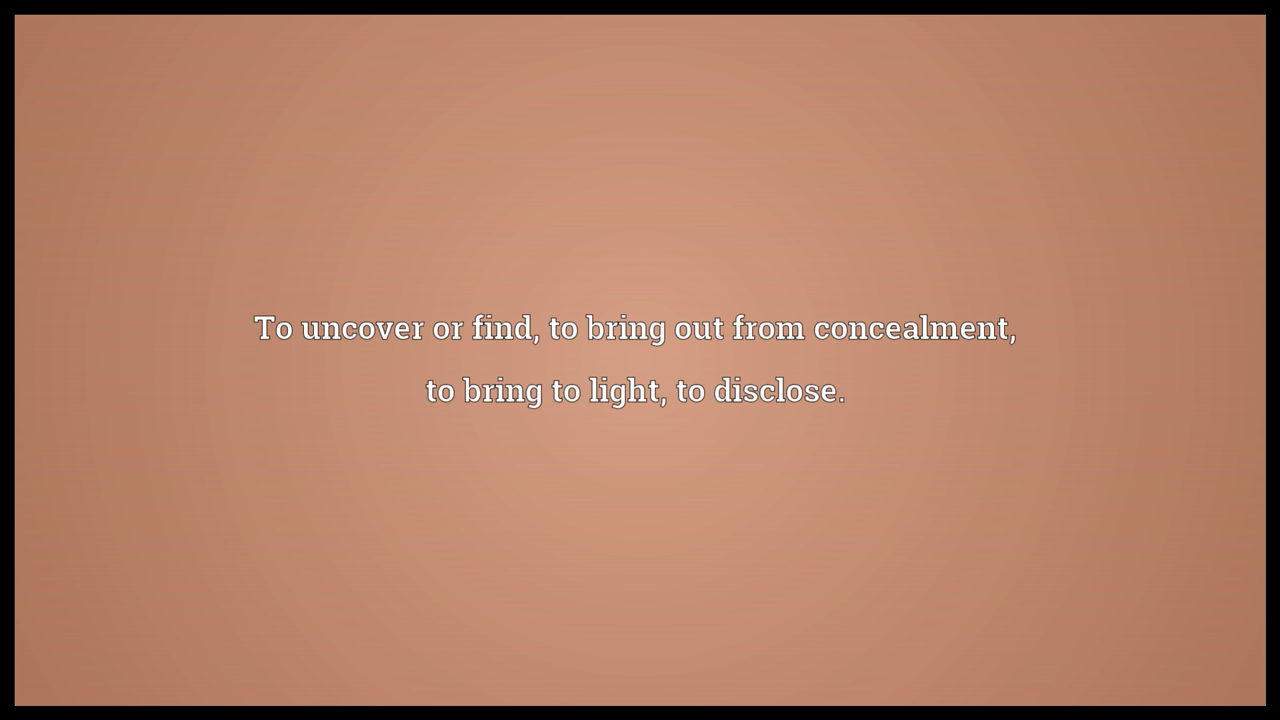 To uncover or find, to bring out from concealment,
to bring to light, to disclose.